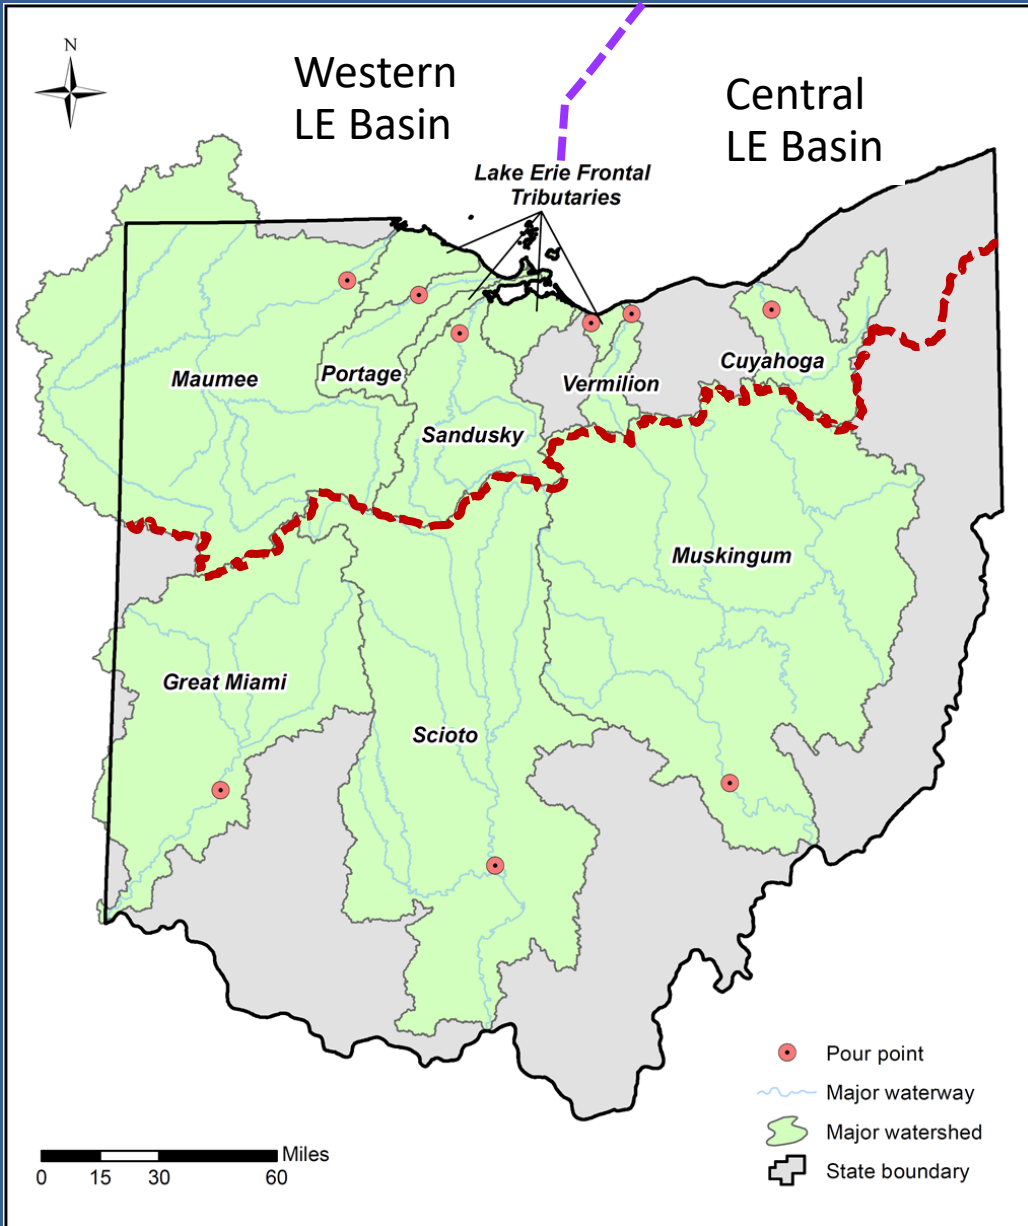 N
Western
LE Basin
Central
LE Basin
Lake Erie Frontal
Tributaries
Maumee
Portage
Vermilion
Cuyahoga
Sandusky
Muskingum
Great Miami
Scioto
Pour point
Major waterway
Major watershed
State boundary
Miles
0 15 30 60